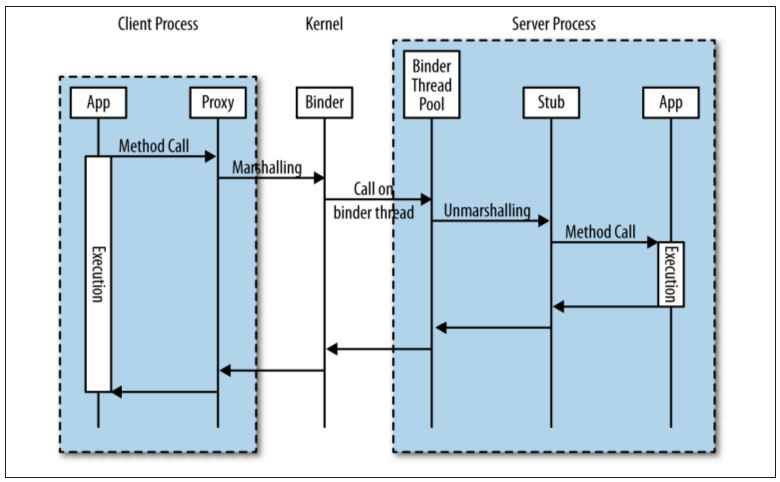 Client Process
Kernel
Server Process
App
Proxy
Binder
Binder
Thread
Pool
Stub
App
Method Call
Marshalling
Call on
binder thread
Unmarshalling
Method Call
Execution
Execution